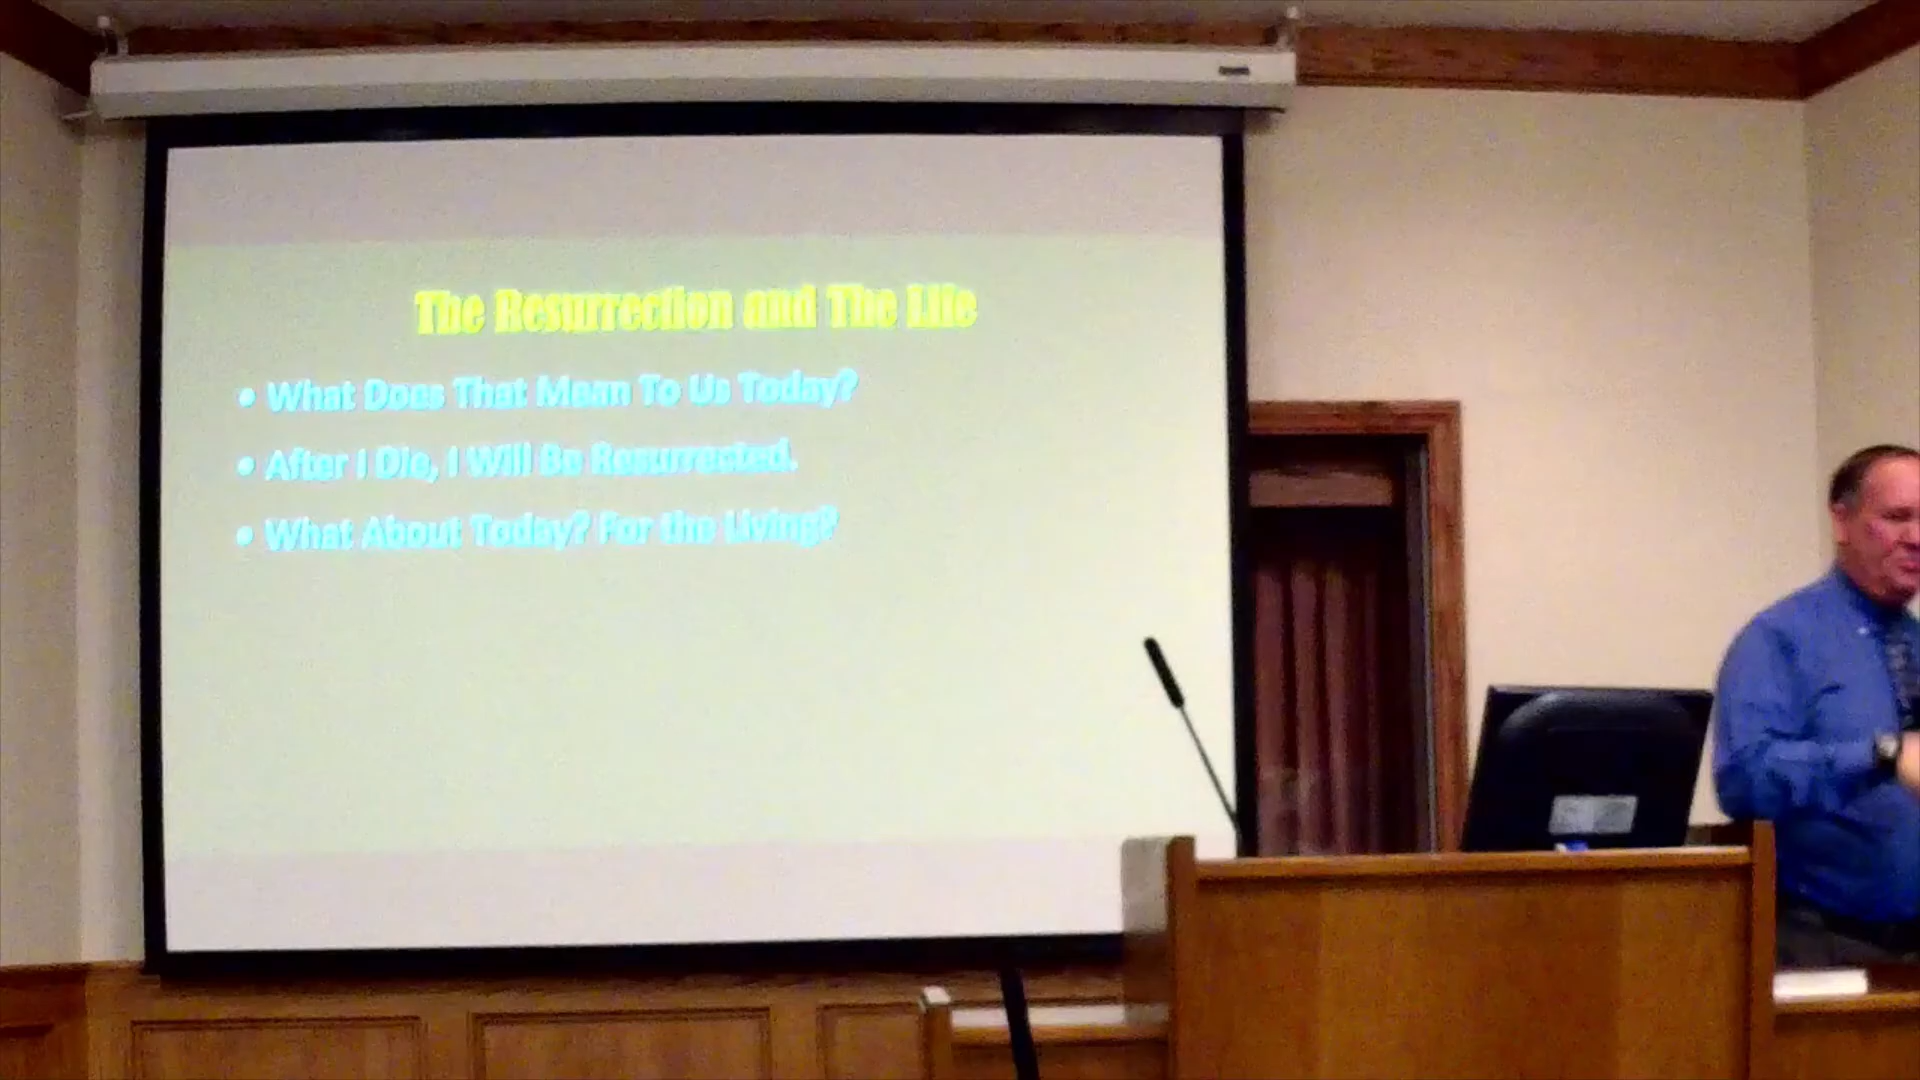 The Resurrection and The Life
• What Does That Mean To Us Today?
• After I Die, I Will Be Resurrected.
• What About Today? For the Living?